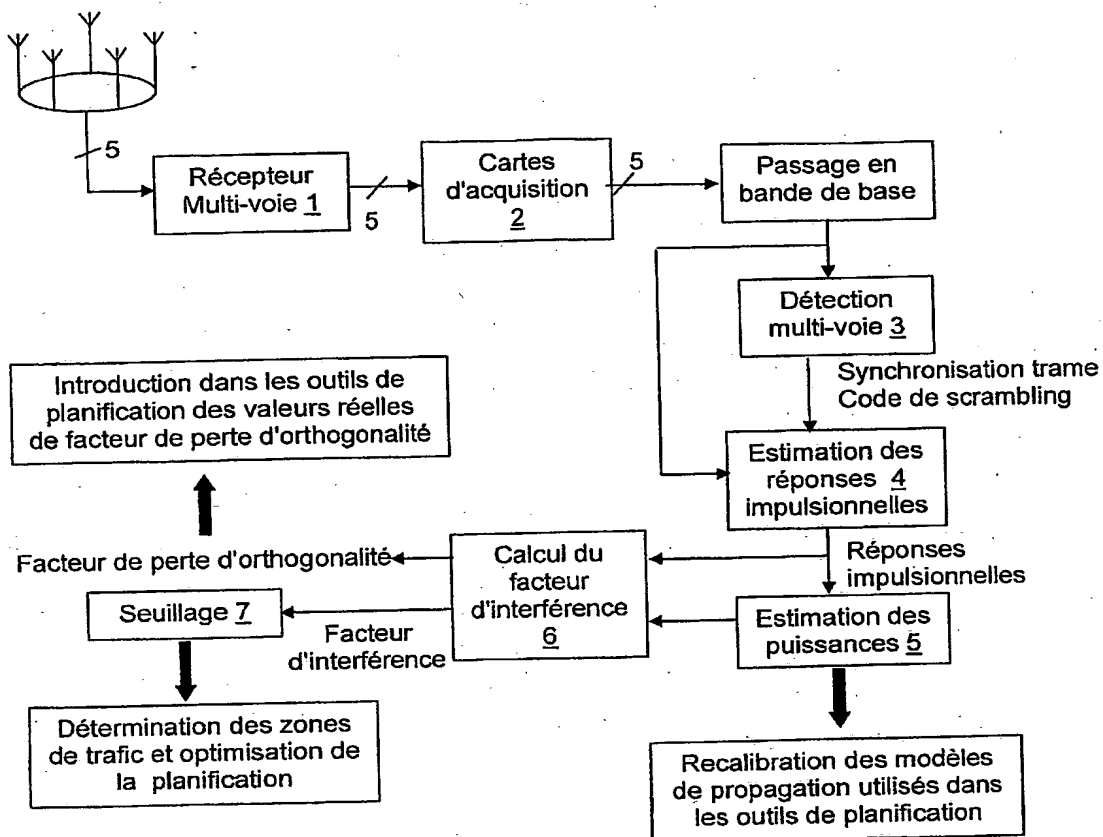 5
Récepteur
Multi-voie 1
5
Cartes
d'acquisition
2
5
Passage en
bande de base
Détection
multi-voie 3
Synchronisation trame
Code de scrambling
Introduction dans les outils de
planification des valeurs réelles
de facteur de perte d'orthogonalité
Estimation des
réponses 4
impulsionnelles
Facteur de perte d'orthogonalité
Calcul du
facteur
d'interférence
6
Réponses
impulsionnelles
Seuillage 7
Facteur
d'interférence
Estimation des
puissances 5
Détermination des zones
de trafic et optimisation de
la planification
Recalibration des modèles
de propagation utilisés dans
les outils de planification